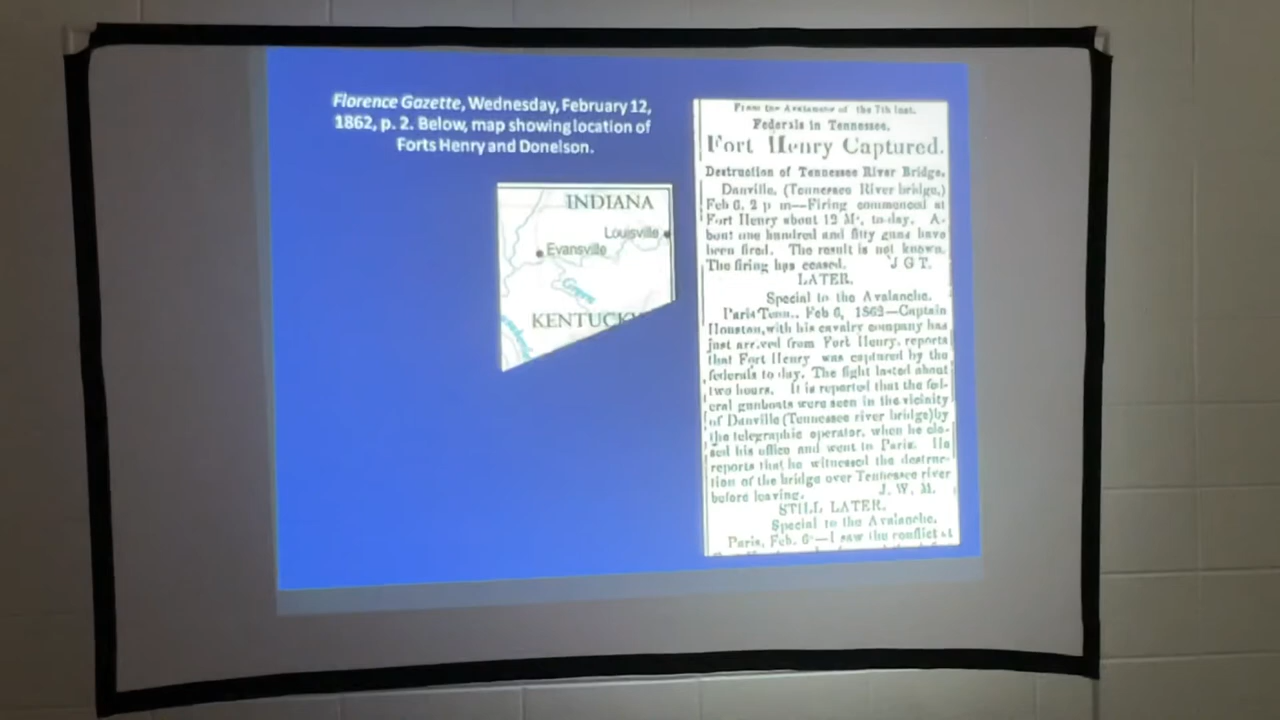 Florence Gazette, Wednesday, February 12,
1862, p. 2. Below, map showing location of
Forts Henry and Donelson.
INDIANA
Louisville
Evansville
Green
KENTUCKY
From the Avalanche of the 7th inst.
Federals in Tennessee.
Fort Henry Captured.
Destruction of Tennessee River Bridge.
Danville, (Tennessee River bridge,)
Feb 6, 2 p m—Firing commenced at
Fort Henry about 12 M., to-day. A-
bout one hundred and fifty guns have
been fired. The result is not known.
The firing has ceased. J G T.
LATER.
Special to the Avalanche.
Paris Tenn., Feb 6, 1862—Captain
Houston, with his cavalry company has
just arrived from Fort Henry, reports
that Fort Henry was captured by the
federals to day. The fight lasted about
two hours. It is reported that the fed-
eral gunboats were seen in the vicinity
of Danville (Tennessee river bridge) by
the telegraphic operator, when he clo-
sed his office and went to Paris. He
reports that he witnessed the destruc-
tion of the bridge over Tennessee river
before leaving. J. W. M.
STILL LATER.
Special to the Avalanche.
Paris, Feb. 6—I saw the conflict at